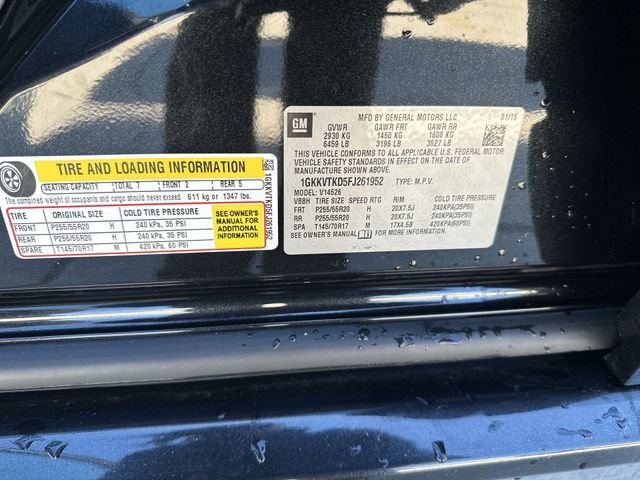 TIRE AND LOADING INFORMATION
SEATING CAPACITY TOTAL 7 FRONT 2 REAR 5
The combined weight of occupants and cargo should never exceed 611 kg or 1347 lbs.
TIRE ORIGINAL SIZE COLD TIRE PRESSURE
FRONT P255/55R20 H 240 kPa, 35 PSI
REAR P255/55R20 H 240 kPa, 35 PSI
SPARE T145/70R17 M 420 kPa, 60 PSI
SEE OWNER'S
MANUAL FOR
ADDITIONAL
INFORMATION
1GKKVTKD5FJ261952
GM
MFD BY GENERAL MOTORS LLC 01/15
GVWR GAWR FRT GAWR RR
2930 KG 1450 KG 1600 KG
6459 LB 3196 LB 3527 LB
THIS VEHICLE CONFORMS TO ALL APPLICABLE U.S. FEDERAL MOTOR
VEHICLE SAFETY STANDARDS IN EFFECT ON THE DATE OF
MANUFACTURE SHOWN ABOVE.
1GKKVTKD5FJ261952 TYPE: M.P.V.
MODEL: V14526
VBBH TIRE SIZE SPEED RTG RIM COLD TIRE PRESSURE
FRT P255/55R20 H 20X7.5J 240KPA(35PSI)
RR P255/55R20 H 20X7.5J 240KPA(35PSI)
SPA T145/70R17 M 17X4.5B 420KPA(60PSI)
SEE OWNER'S MANUAL i FOR MORE INFORMATION.